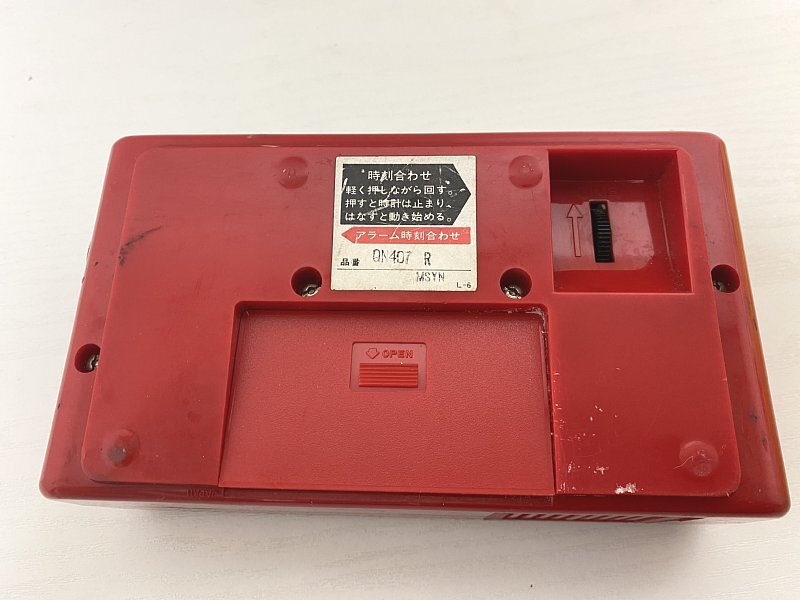 時刻合わせ
軽く押しながら回す。
押すと時計は止まり、
はなすと動き始める。
アラーム時刻合わせ
品番 QN407 R
MSYN
L-6
OPEN